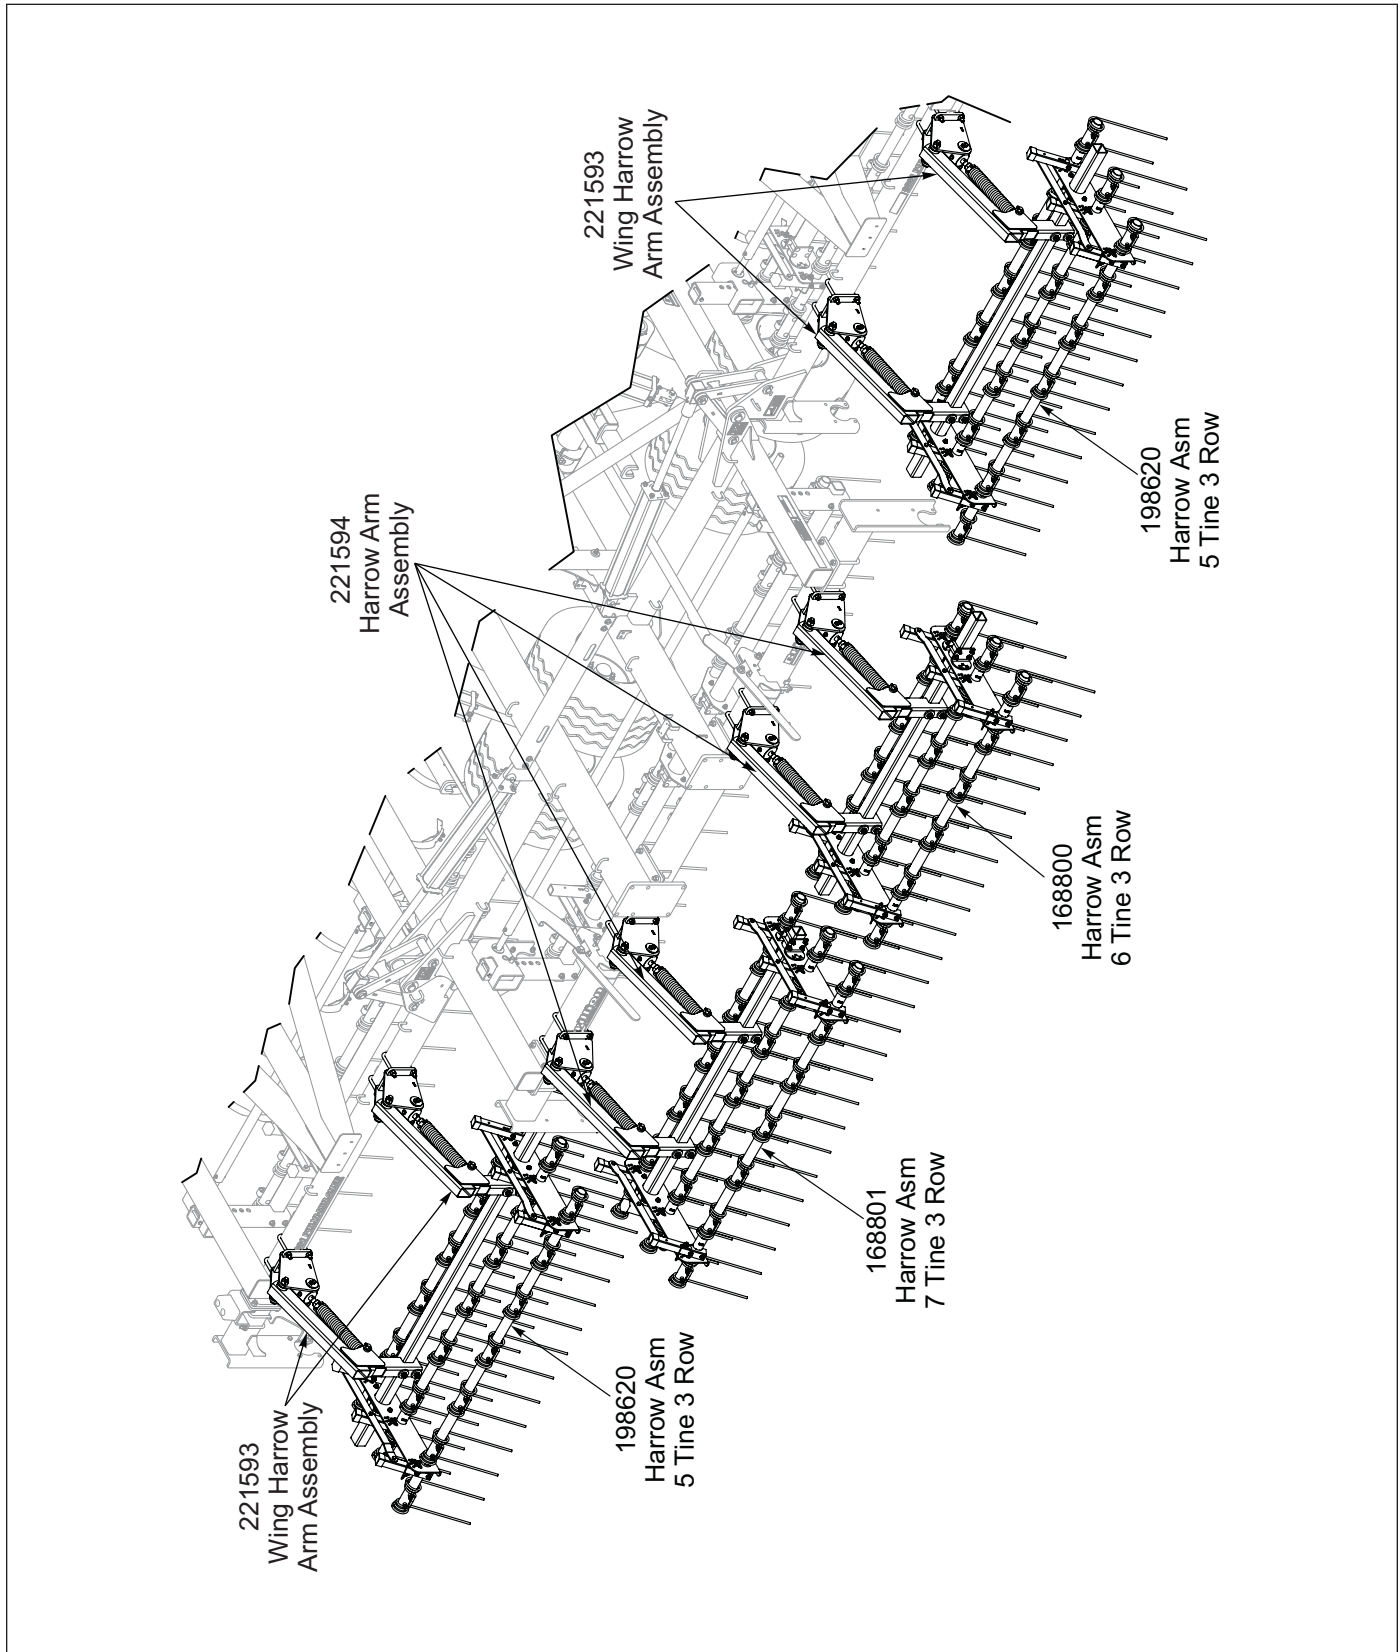 221593
Wing Harrow
Arm Assembly
221594
Harrow Arm
Assembly
221593
Wing Harrow
Arm Assembly
198620
Harrow Asm
5 Tine 3 Row
168801
Harrow Asm
7 Tine 3 Row
168800
Harrow Asm
6 Tine 3 Row
198620
Harrow Asm
5 Tine 3 Row